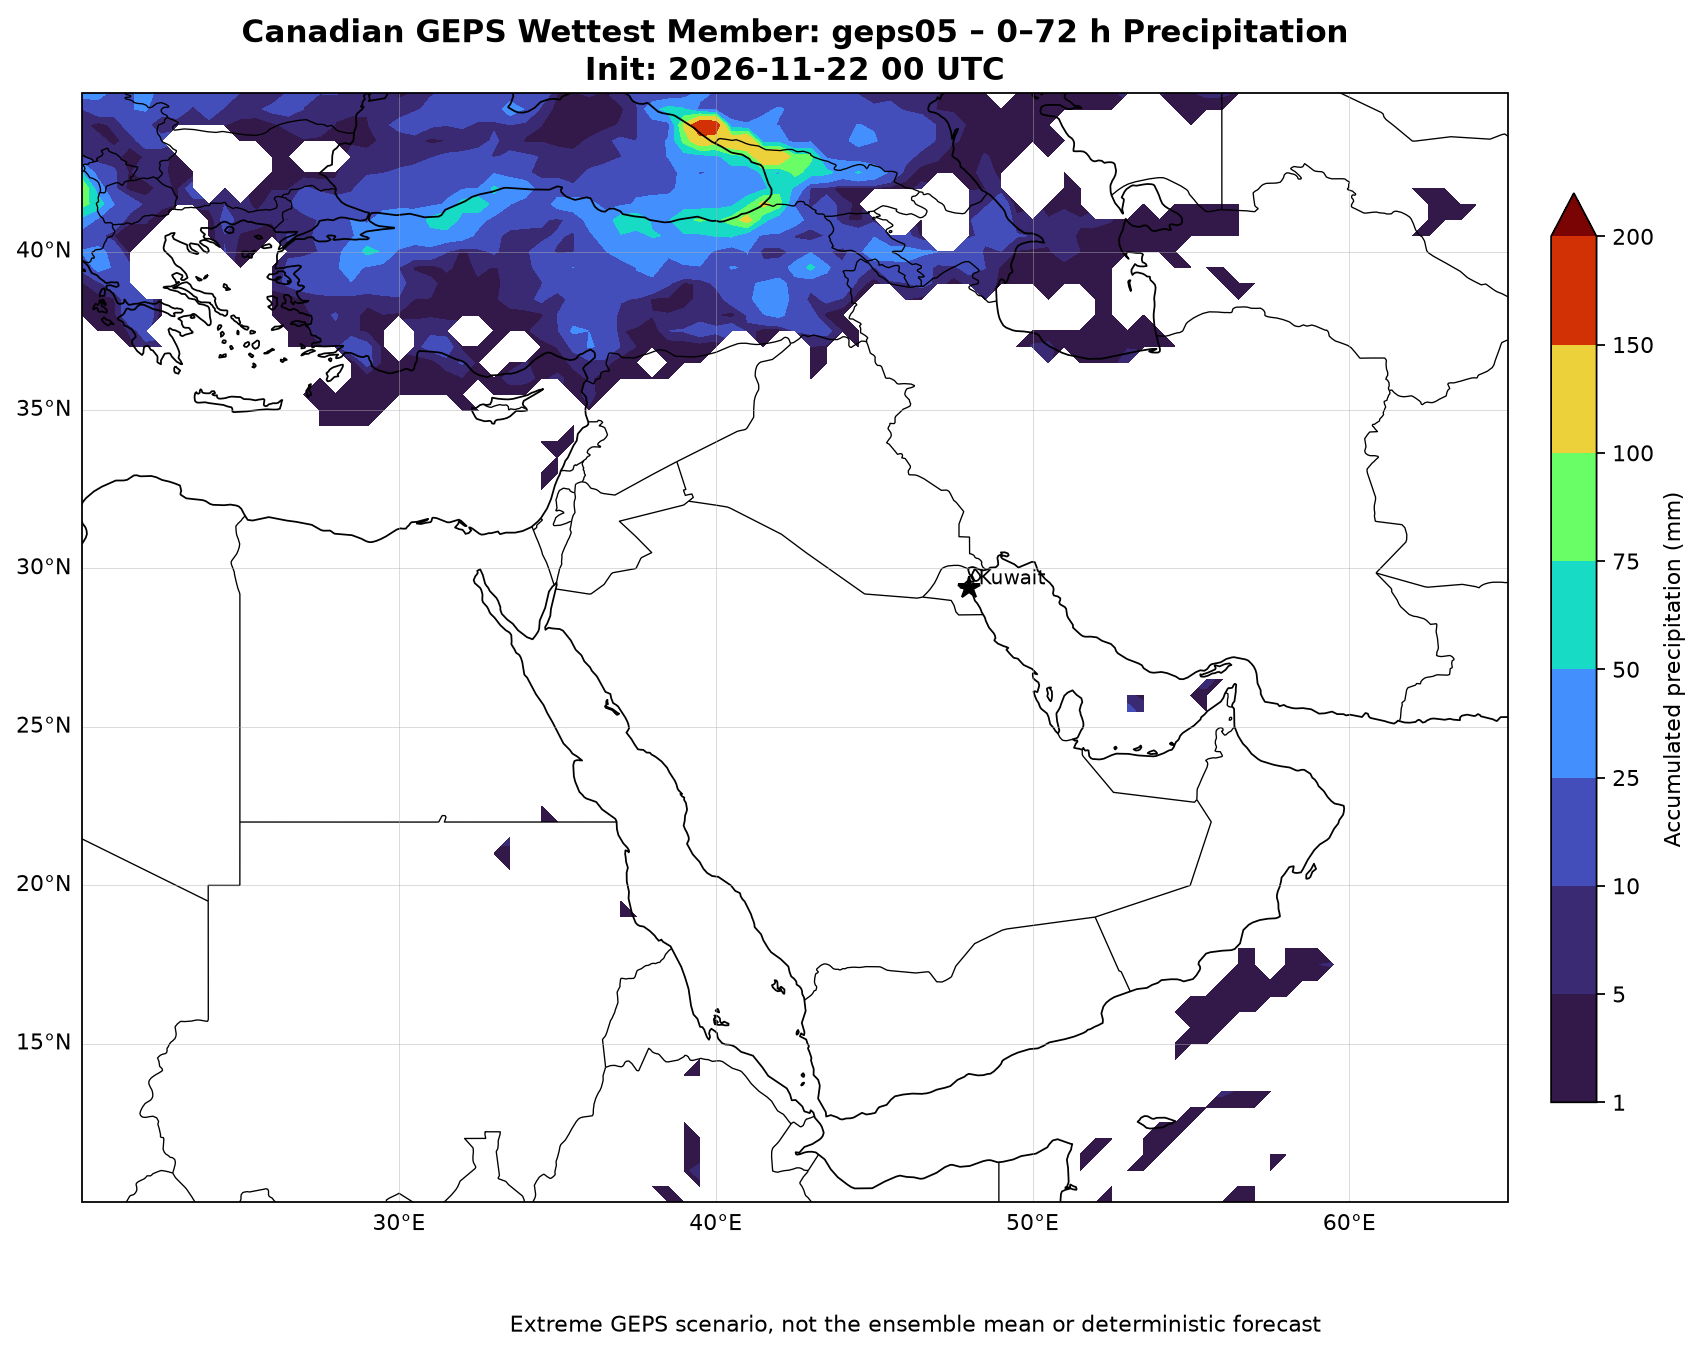 Canadian GEPS Wettest Member: geps05 – 0–72 h Precipitation
Init: 2026-11-22 00 UTC
40°N
35°N
30°N
25°N
20°N
15°N
30°E
40°E
50°E
60°E
Kuwait
200
150
100
75
50
25
10
5
1
Accumulated precipitation (mm)
Extreme GEPS scenario, not the ensemble mean or deterministic forecast